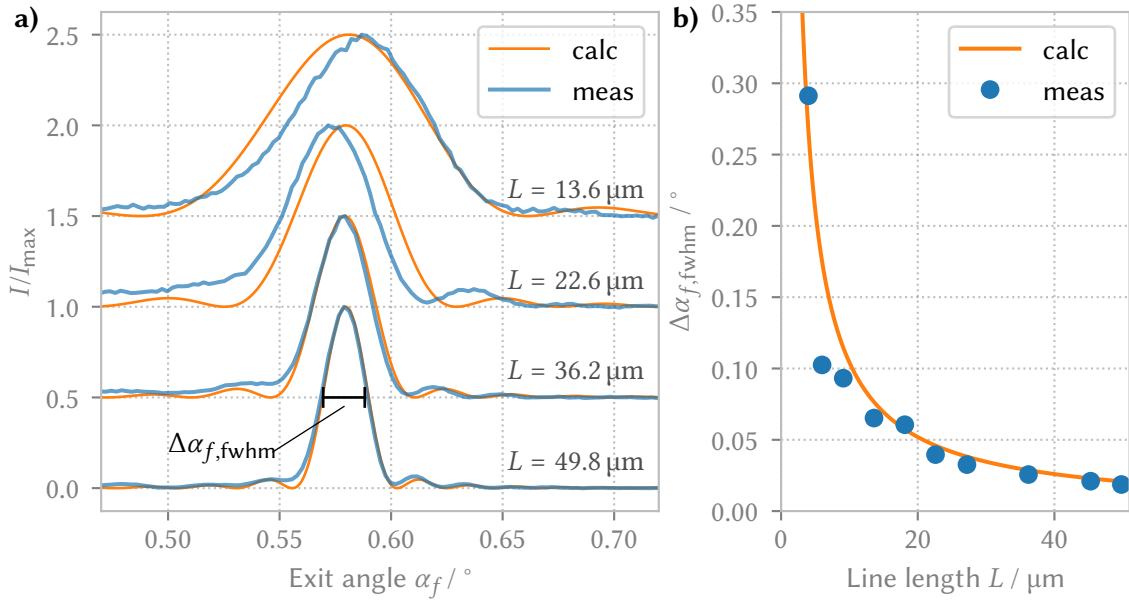 a)
2.5
2.0
1.5
1.0
0.5
0.0
I/I_max
calc
meas
L = 13.6 µm
L = 22.6 µm
L = 36.2 µm
L = 49.8 µm
Δα_f,fwhm
0.50 0.55 0.60 0.65 0.70
Exit angle α_f / °
b)
0.35
0.30
0.25
0.20
0.15
0.10
0.05
0.00
Δα_f,fwhm / °
calc
meas
0 20 40
Line length L / µm